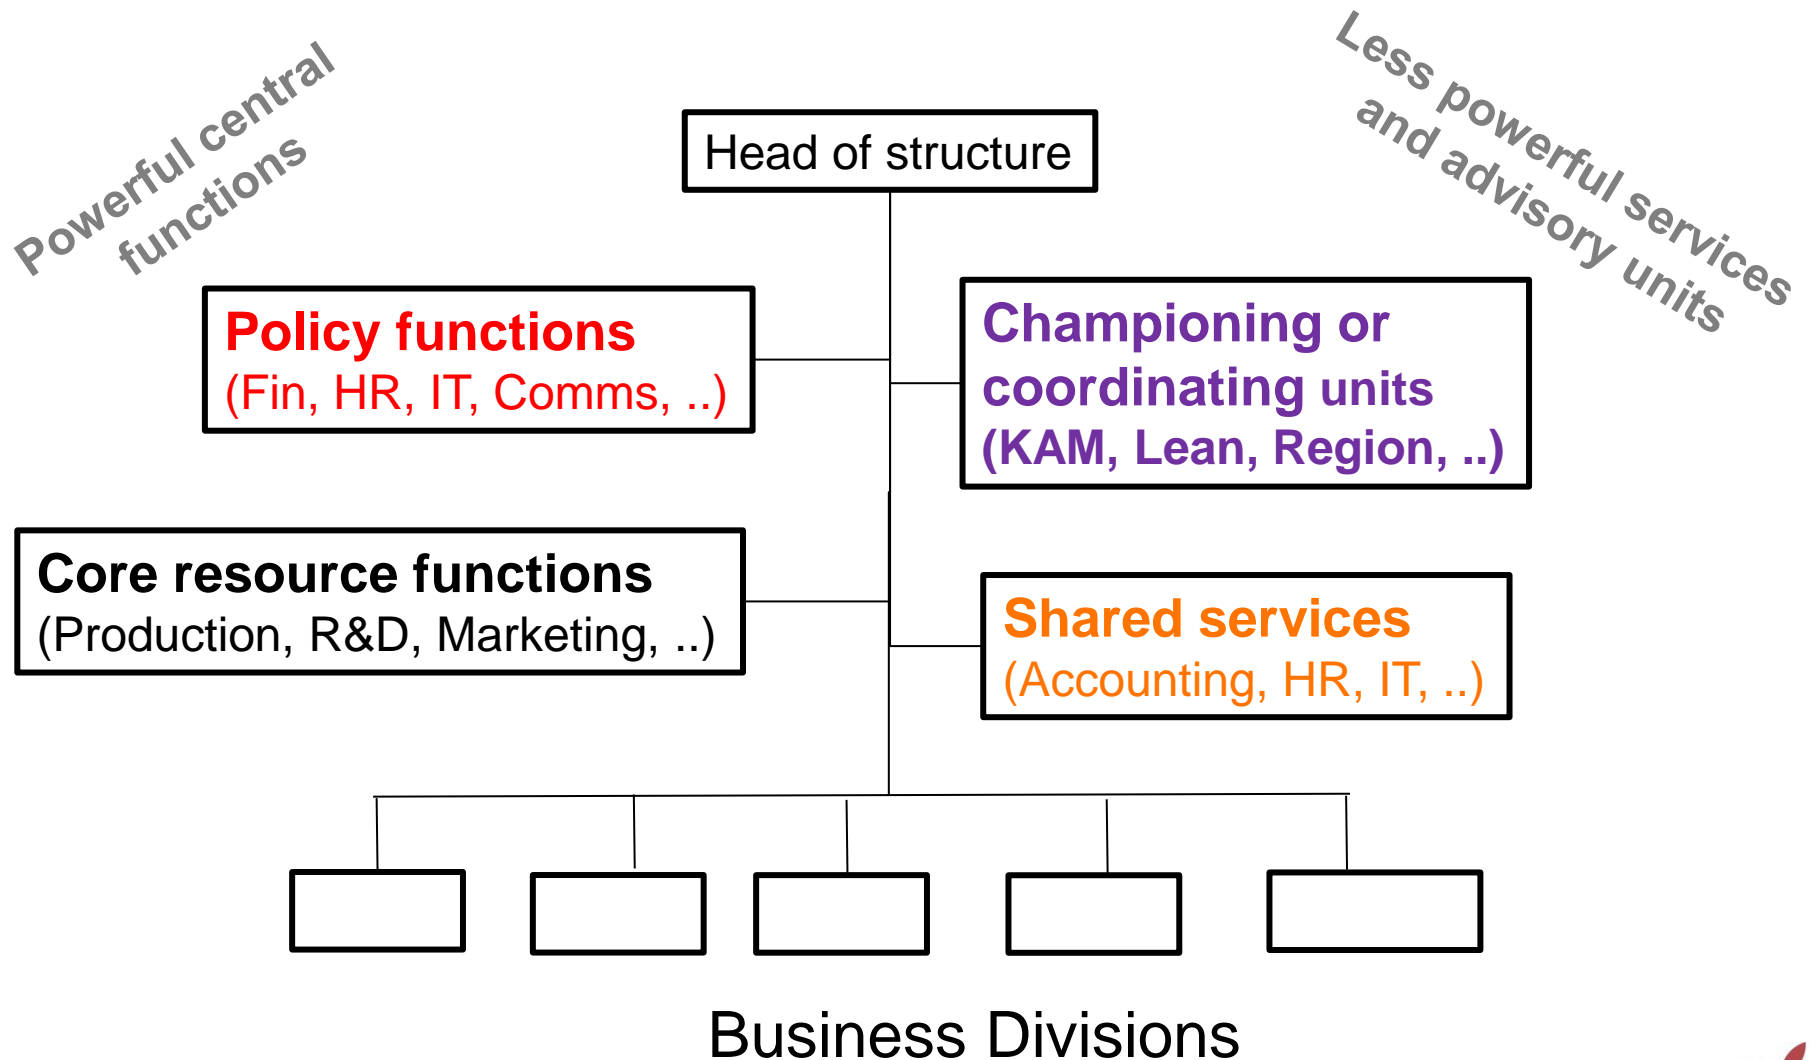 Powerful central
functions
Less powerful services
and advisory units
Head of structure
Policy functions
(Fin, HR, IT, Comms, ..)
Championing or
coordinating units
(KAM, Lean, Region, ..)
Core resource functions
(Production, R&D, Marketing, ..)
Shared services
(Accounting, HR, IT, ..)
Business Divisions